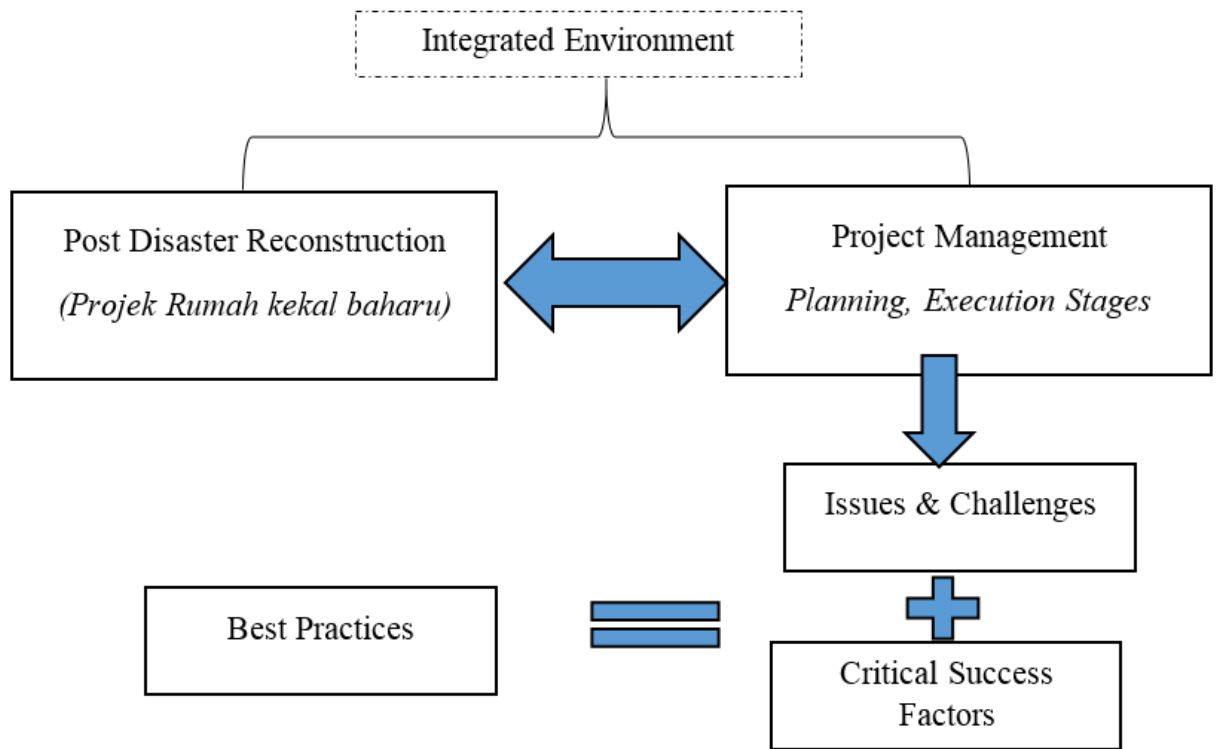 Integrated Environment
Post Disaster Reconstruction
(Projek Rumah kekal baharu)
Project Management
Planning, Execution Stages
Issues & Challenges
Best Practices
Critical Success
Factors